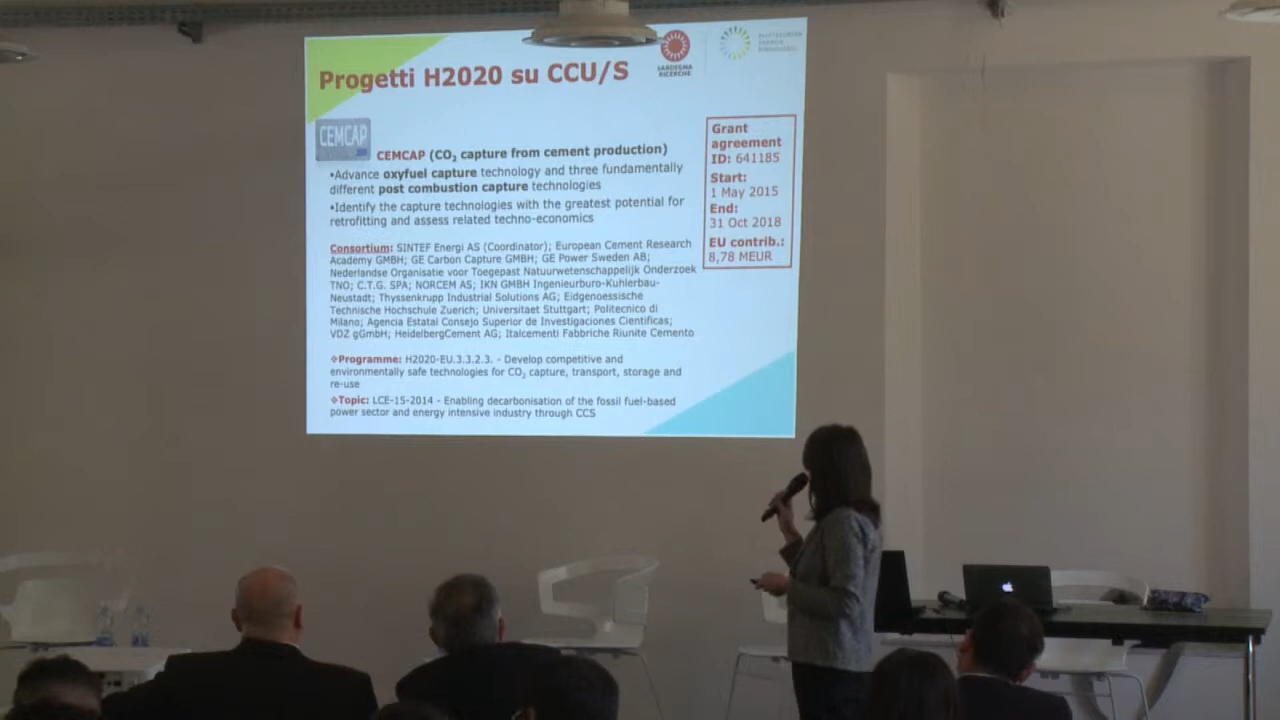 Progetti H2020 su CCU/S
SARDEGNA
RICERCHE
PIATTAFORMA
ENERGIE
RINNOVABILI
CEMCAP
CEMCAP (CO₂ capture from cement production)
•Advance oxyfuel capture technology and three fundamentally
different post combustion capture technologies
•Identify the capture technologies with the greatest potential for
retrofitting and assess related techno-economics
Grant
agreement
ID: 641185
Start:
1 May 2015
End:
31 Oct 2018
EU contrib.:
8,78 MEUR
Consortium: SINTEF Energi AS (Coordinator); European Cement Research
Academy GMBH; GE Carbon Capture GMBH; GE Power Sweden AB;
Nederlandse Organisatie voor Toegepast Natuurwetenschappelijk Onderzoek
TNO; C.T.G. SPA; NORCEM AS; IKN GMBH Ingenieurburo-Kuhlerbau-
Neustadt; Thyssenkrupp Industrial Solutions AG; Eidgenoessische
Technische Hochschule Zuerich; Universitaet Stuttgart; Politecnico di
Milano; Agencia Estatal Consejo Superior de Investigaciones Cientificas;
VDZ gGmbH; HeidelbergCement AG; Italcementi Fabbriche Riunite Cemento
❖Programme: H2020-EU.3.3.2.3. - Develop competitive and
environmentally safe technologies for CO₂ capture, transport, storage and
re-use
❖Topic: LCE-15-2014 - Enabling decarbonisation of the fossil fuel-based
power sector and energy intensive industry through CCS